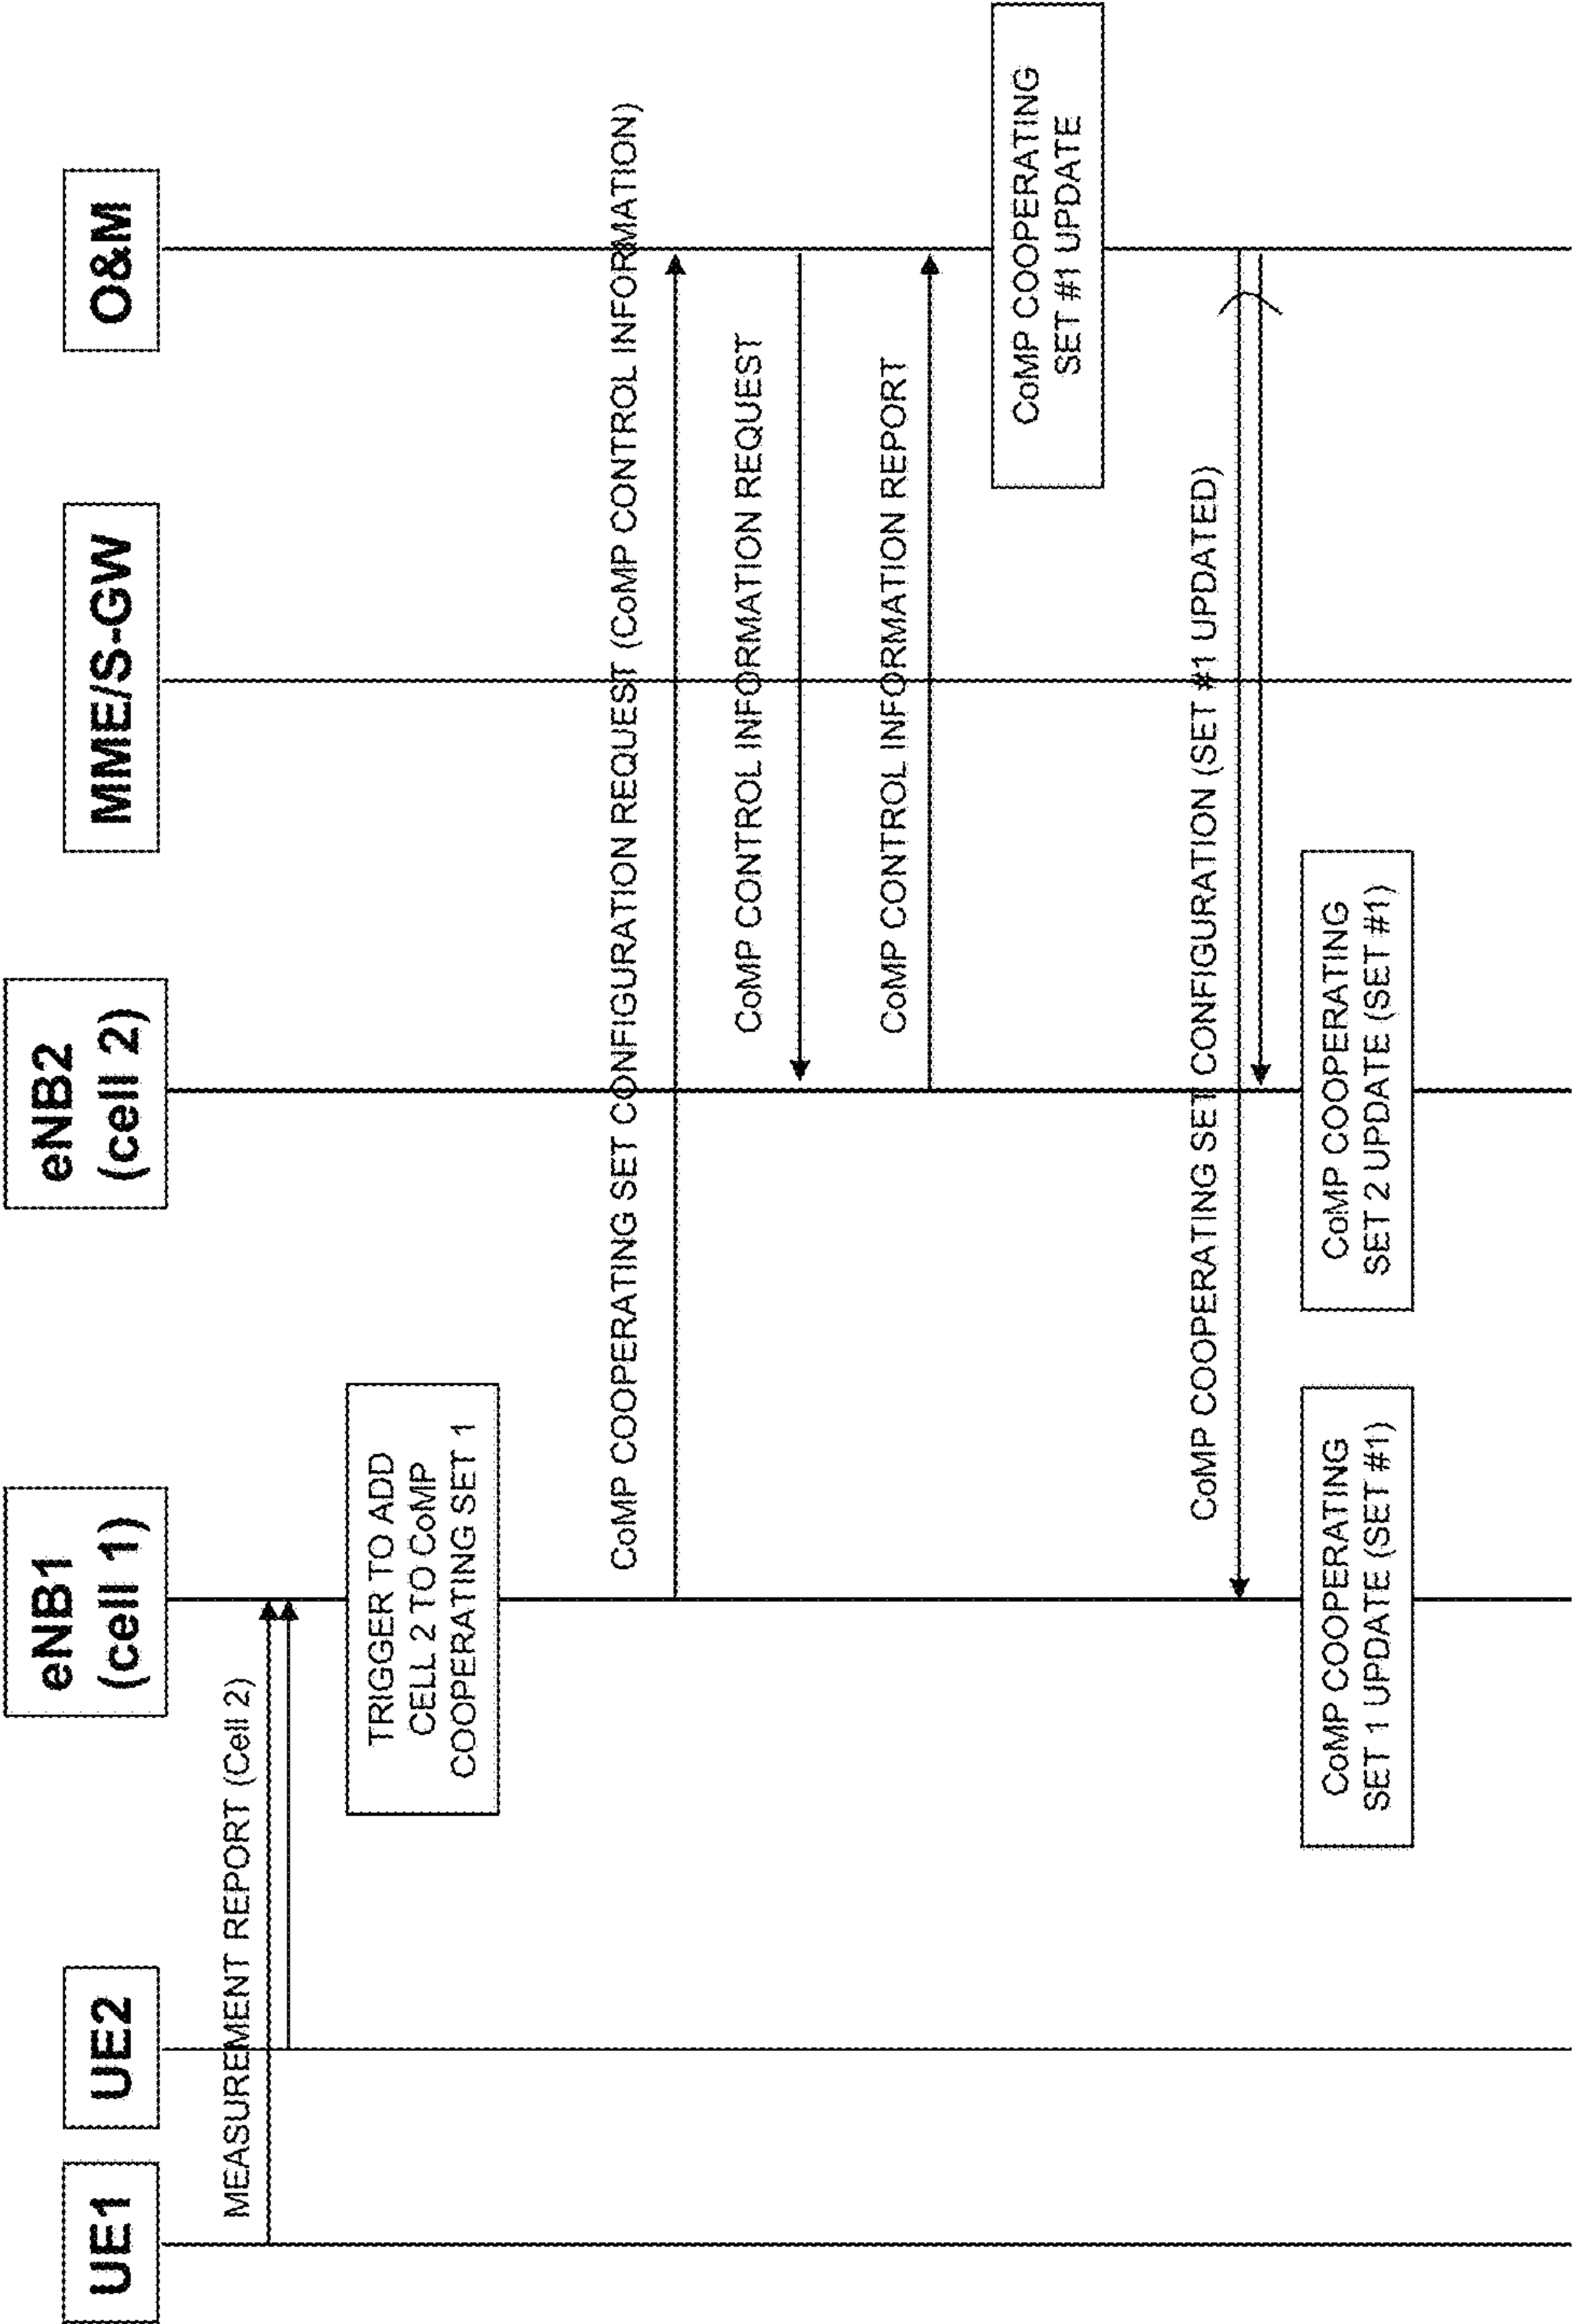 UE1
UE2
eNB1
(cell 1)
eNB2
(cell 2)
MME/S-GW
O&M
MEASUREMENT REPORT (Cell 2)
TRIGGER TO ADD
CELL 2 TO CoMP
COOPERATING SET 1
CoMP COOPERATING SET CONFIGURATION REQUEST (CoMP CONTROL INFORMATION)
CoMP CONTROL INFORMATION REQUEST
CoMP CONTROL INFORMATION REPORT
CoMP COOPERATING
SET #1 UPDATE
CoMP COOPERATING SET CONFIGURATION (SET #1 UPDATED)
CoMP COOPERATING
SET 1 UPDATE (SET #1)
CoMP COOPERATING
SET 2 UPDATE (SET #1)